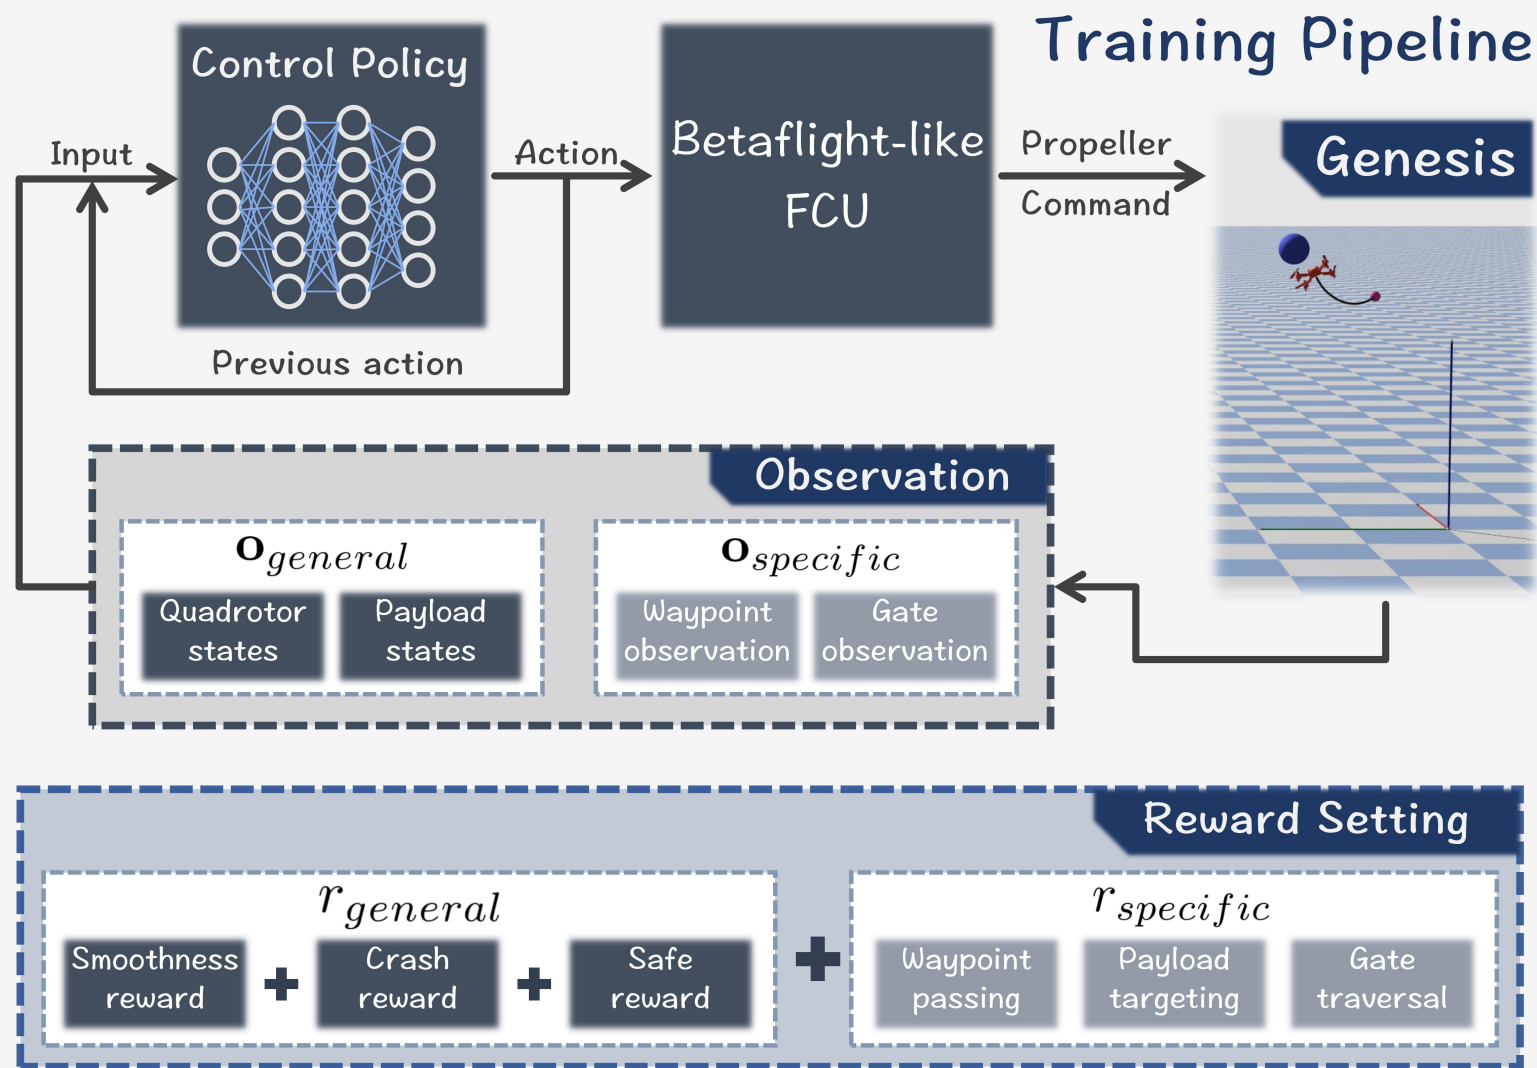 Training Pipeline
Control Policy
Input
Action
Betaflight-like
FCU
Propeller
Command
Genesis
Previous action
Observation
o_general
Quadrotor
states
Payload
states
o_specific
Waypoint
observation
Gate
observation
Reward Setting
r_general
Smoothness
reward
+
Crash
reward
+
Safe
reward
+
r_specific
Waypoint
passing
Payload
targeting
Gate
traversal